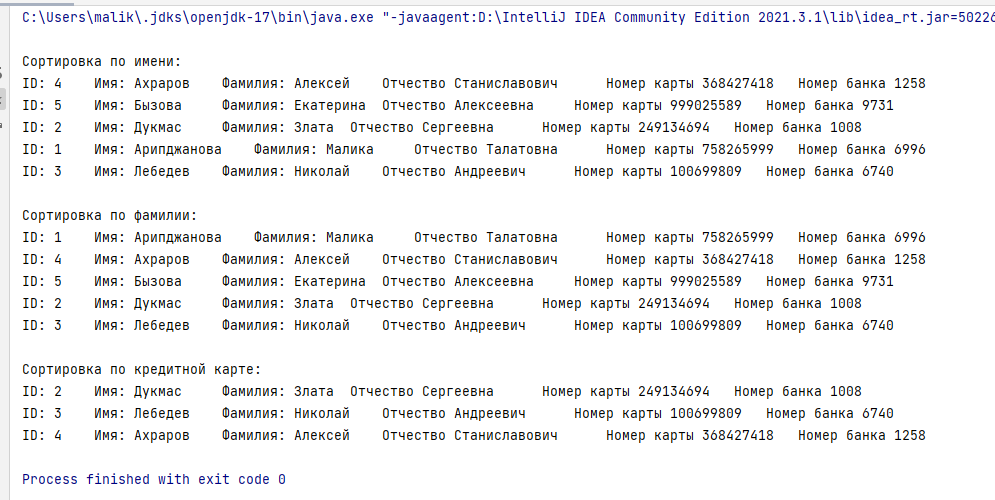 C:\Users\malik\.jdks\openjdk-17\bin\java.exe "-javaagent:D:\IntelliJ IDEA Community Edition 2021.3.1\lib\idea_rt.jar=50226
Сортировка по имени:
ID: 4 Имя: Ахраров Фамилия: Алексей Отчество Станиславович Номер карты 368427418 Номер банка 1258
ID: 5 Имя: Бызова Фамилия: Екатерина Отчество Алексеевна Номер карты 999025589 Номер банка 9731
ID: 2 Имя: Дукмас Фамилия: Злата Отчество Сергеевна Номер карты 249134694 Номер банка 1008
ID: 1 Имя: Арипджанова Фамилия: Малика Отчество Талатовна Номер карты 758265999 Номер банка 6996
ID: 3 Имя: Лебедев Фамилия: Николай Отчество Андреевич Номер карты 100699809 Номер банка 6740
Сортировка по фамилии:
ID: 1 Имя: Арипджанова Фамилия: Малика Отчество Талатовна Номер карты 758265999 Номер банка 6996
ID: 4 Имя: Ахраров Фамилия: Алексей Отчество Станиславович Номер карты 368427418 Номер банка 1258
ID: 5 Имя: Бызова Фамилия: Екатерина Отчество Алексеевна Номер карты 999025589 Номер банка 9731
ID: 2 Имя: Дукмас Фамилия: Злата Отчество Сергеевна Номер карты 249134694 Номер банка 1008
ID: 3 Имя: Лебедев Фамилия: Николай Отчество Андреевич Номер карты 100699809 Номер банка 6740
Сортировка по кредитной карте:
ID: 2 Имя: Дукмас Фамилия: Злата Отчество Сергеевна Номер карты 249134694 Номер банка 1008
ID: 3 Имя: Лебедев Фамилия: Николай Отчество Андреевич Номер карты 100699809 Номер банка 6740
ID: 4 Имя: Ахраров Фамилия: Алексей Отчество Станиславович Номер карты 368427418 Номер банка 1258
Process finished with exit code 0